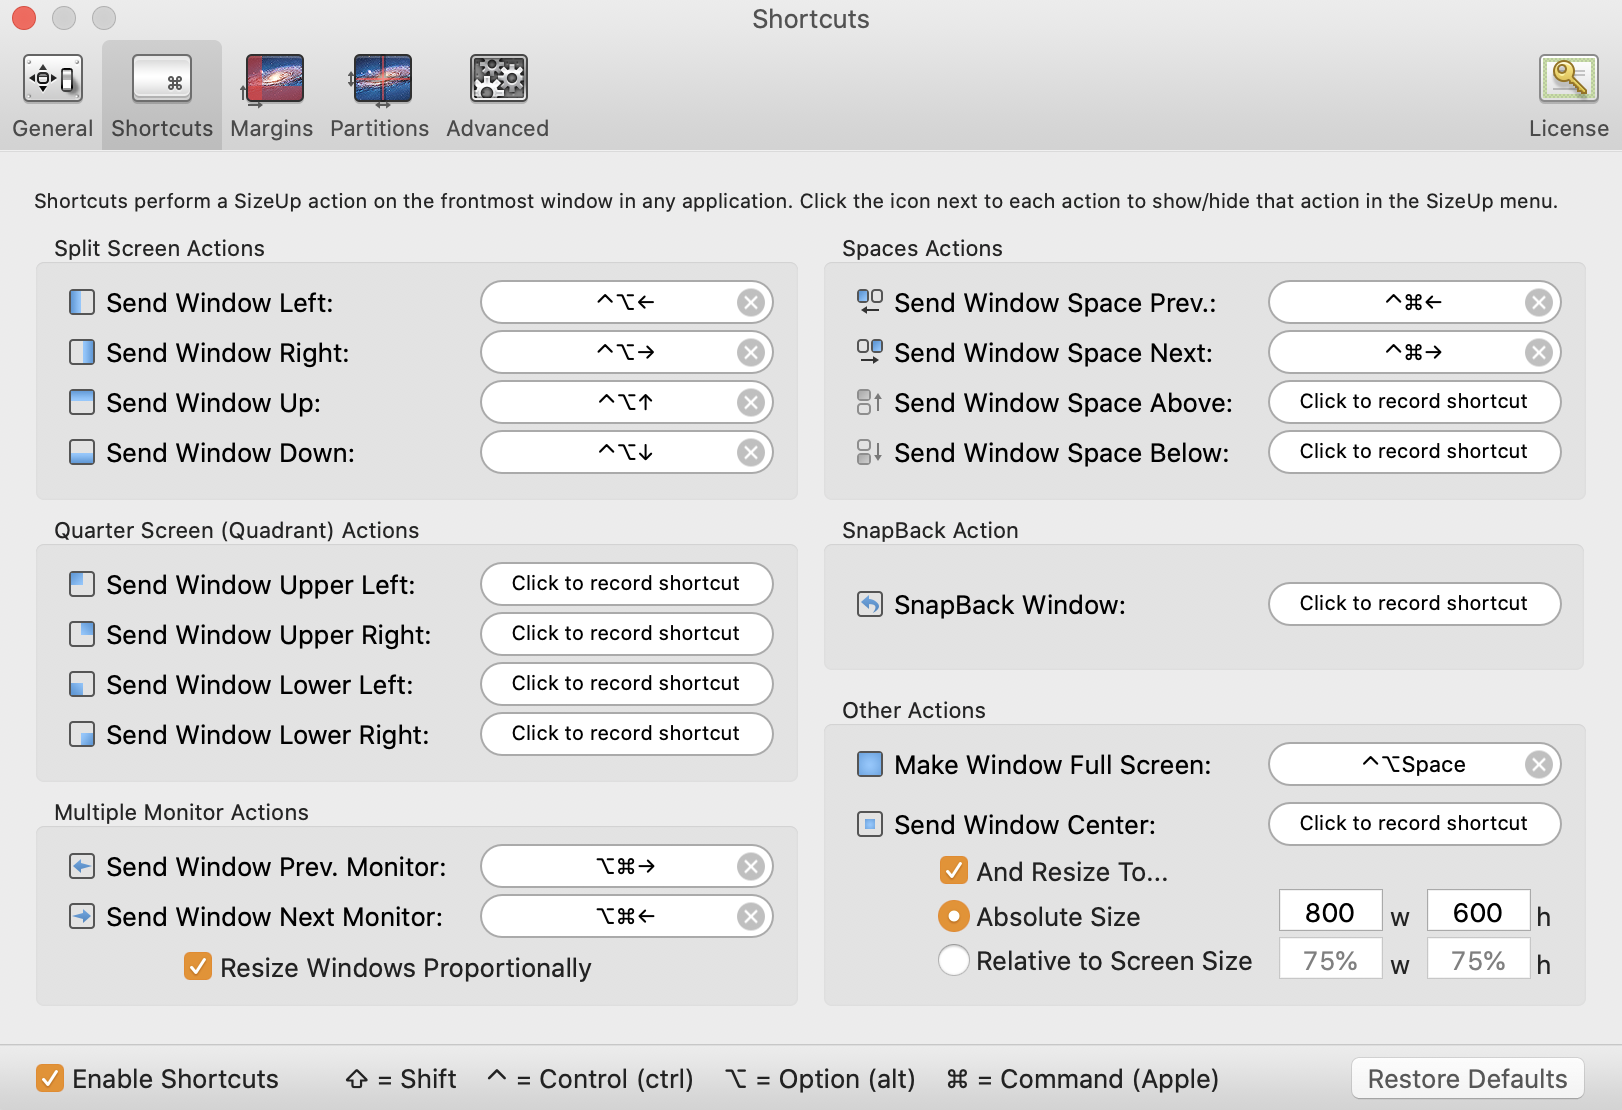 Shortcuts
General
Shortcuts
Margins
Partitions
Advanced
License
Shortcuts perform a SizeUp action on the frontmost window in any application. Click the icon next to each action to show/hide that action in the SizeUp menu.
Split Screen Actions
Send Window Left: ^⌥←
Send Window Right: ^⌥→
Send Window Up: ^⌥↑
Send Window Down: ^⌥↓
Quarter Screen (Quadrant) Actions
Send Window Upper Left: Click to record shortcut
Send Window Upper Right: Click to record shortcut
Send Window Lower Left: Click to record shortcut
Send Window Lower Right: Click to record shortcut
Multiple Monitor Actions
Send Window Prev. Monitor: ⌥⌘→
Send Window Next Monitor: ⌥⌘←
Resize Windows Proportionally
Spaces Actions
Send Window Space Prev.: ^⌘←
Send Window Space Next: ^⌘→
Send Window Space Above: Click to record shortcut
Send Window Space Below: Click to record shortcut
SnapBack Action
SnapBack Window: Click to record shortcut
Other Actions
Make Window Full Screen: ^⌥Space
Send Window Center: Click to record shortcut
And Resize To...
Absolute Size 800 w 600 h
Relative to Screen Size 75% w 75% h
Enable Shortcuts ⇧ = Shift ^ = Control (ctrl) ⌥ = Option (alt) ⌘ = Command (Apple) Restore Defaults